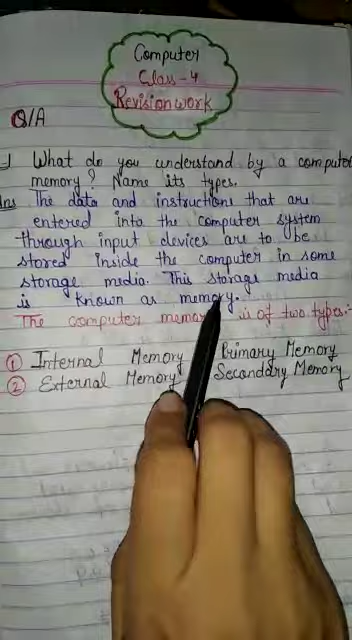 Computer
Class-4
Revision work
Q/A
What do you understand by a computer
memory? Name its types.
Ans The data and instructions that are
entered into the computer system
through input devices are to be
stored inside the computer in some
storage media. This storage media
is known as memory.
The computer is of two types:-
① Internal Memory Primary Memory
② External Memory Secondary Memory